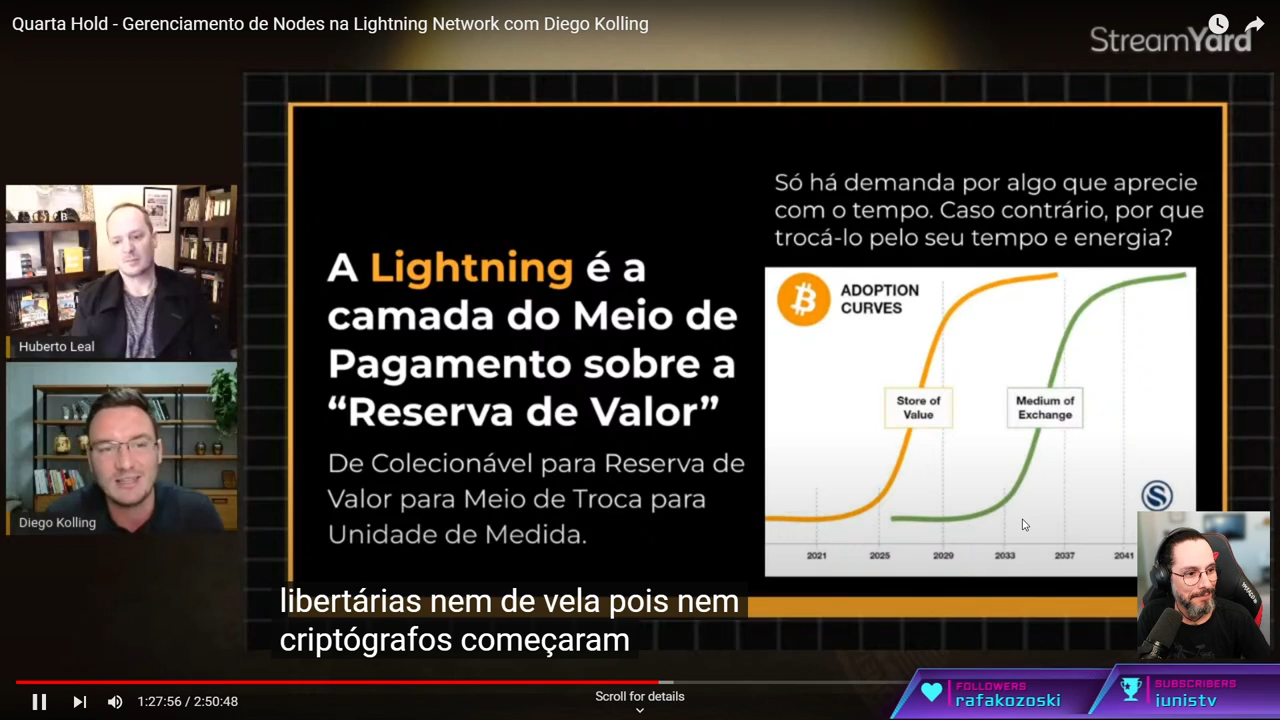 Quarta Hold - Gerenciamento de Nodes na Lightning Network com Diego Kolling
StreamYard
Só há demanda por algo que aprecie
com o tempo. Caso contrário, por que
trocá-lo pelo seu tempo e energia?
A Lightning é a
camada do Meio de
Pagamento sobre a
“Reserva de Valor”
De Colecionável para Reserva de
Valor para Meio de Troca para
Unidade de Medida.
ADOPTION
CURVES
Store of
Value
Medium of
Exchange
2021 2025 2029 2033 2037 2041
Huberto Leal
Diego Kolling
libertárias nem de vela pois nem
criptógrafos começaram
1:27:56 / 2:50:48
Scroll for details
FOLLOWERS
rafakozoski
SUBSCRIBERS
junistv